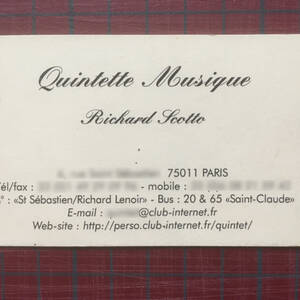 Quintette Musique
Richard Scotto
75011 PARIS
Tél/fax : - mobile :
° : «St Sébastien/Richard Lenoir» - Bus : 20 & 65 «Saint-Claude»
E-mail : @club-internet.fr
Web-site : http://perso.club-internet.fr/quintet/